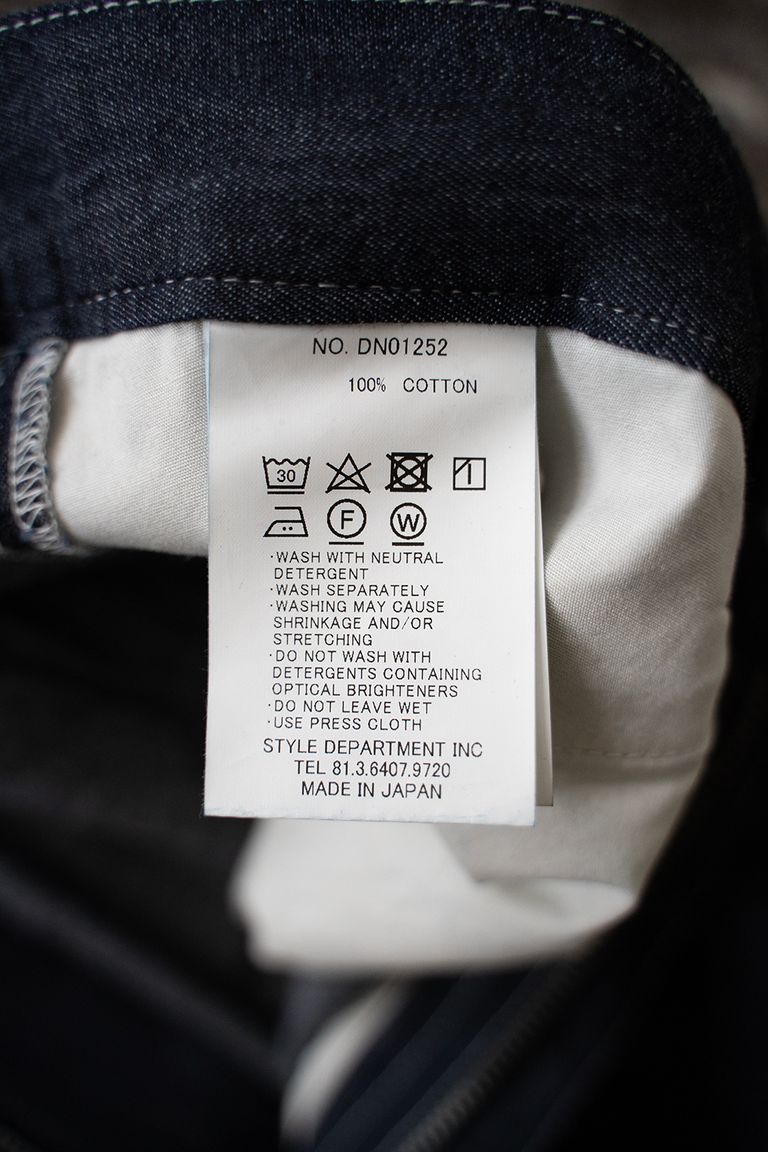 NO. DN01252
100% COTTON
30
F W
·WASH WITH NEUTRAL
DETERGENT
·WASH SEPARATELY
·WASHING MAY CAUSE
SHRINKAGE AND/OR
STRETCHING
·DO NOT WASH WITH
DETERGENTS CONTAINING
OPTICAL BRIGHTENERS
·DO NOT LEAVE WET
·USE PRESS CLOTH
STYLE DEPARTMENT INC
TEL 81.3.6407.9720
MADE IN JAPAN